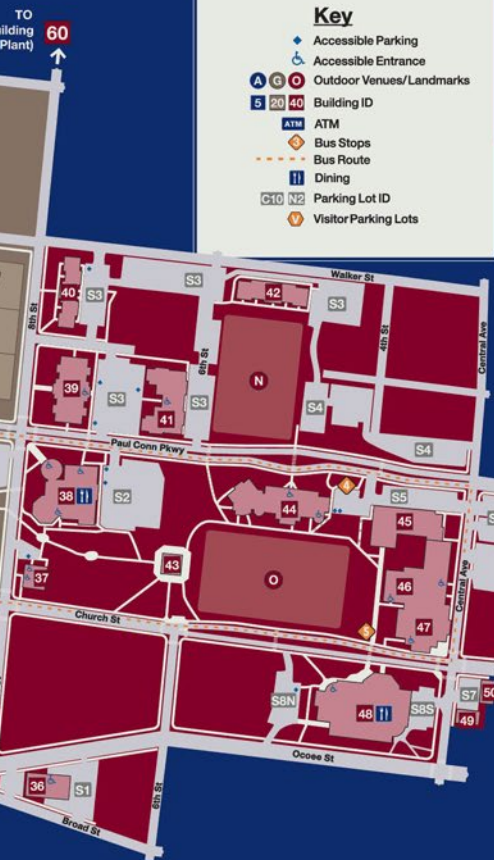 TO
60
Building
Plant)
Key
Accessible Parking
Accessible Entrance
A G O Outdoor Venues/Landmarks
5 20 40 Building ID
ATM ATM
3 Bus Stops
Bus Route
Dining
C10 N2 Parking Lot ID
V Visitor Parking Lots
Walker St
8th St
40
S3
S3
42
S3
4th St
Central Ave
6th St
N
39
S3
41
S3
S4
S4
Paul Conn Pkwy
38
S2
44
4
S5
45
37
43
O
46
47
Central Ave
5
Church St
S8N
48
S8S
S7
50
49
Ocoee St
36
S1
6th St
Broad St